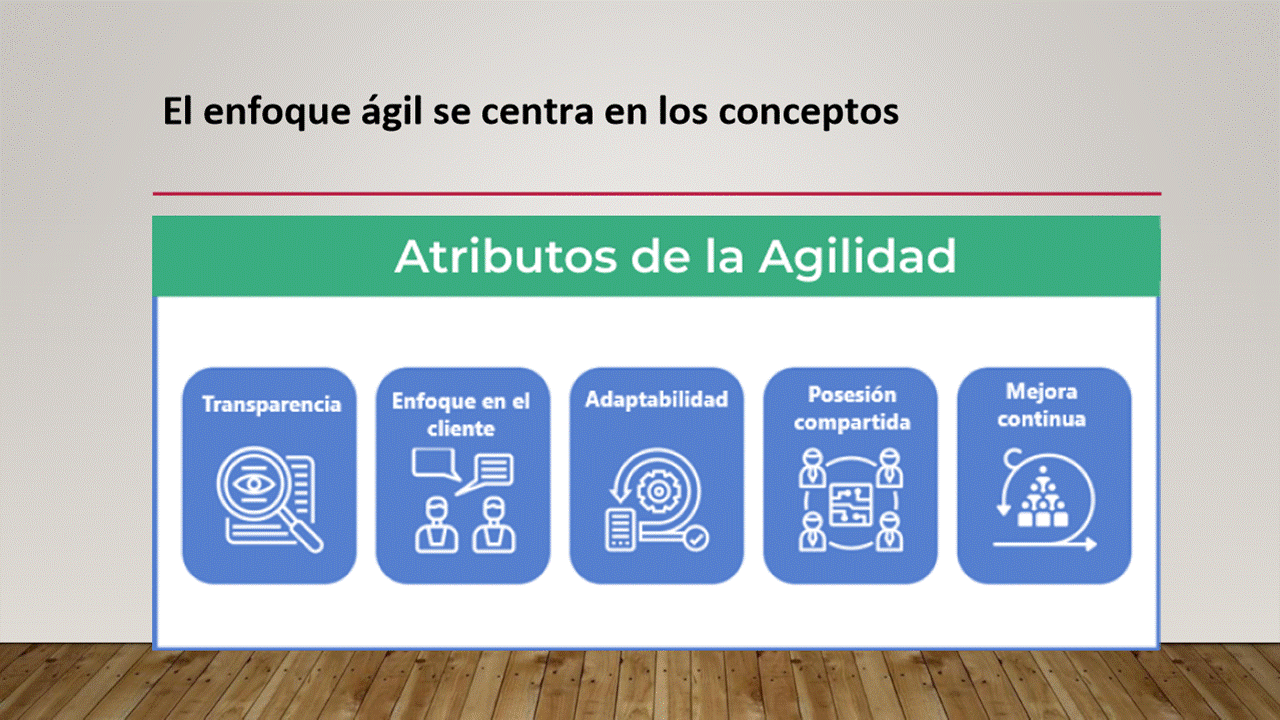 El enfoque ágil se centra en los conceptos
Atributos de la Agilidad
Transparencia
Enfoque en el
cliente
Adaptabilidad
Posesión
compartida
Mejora
continua